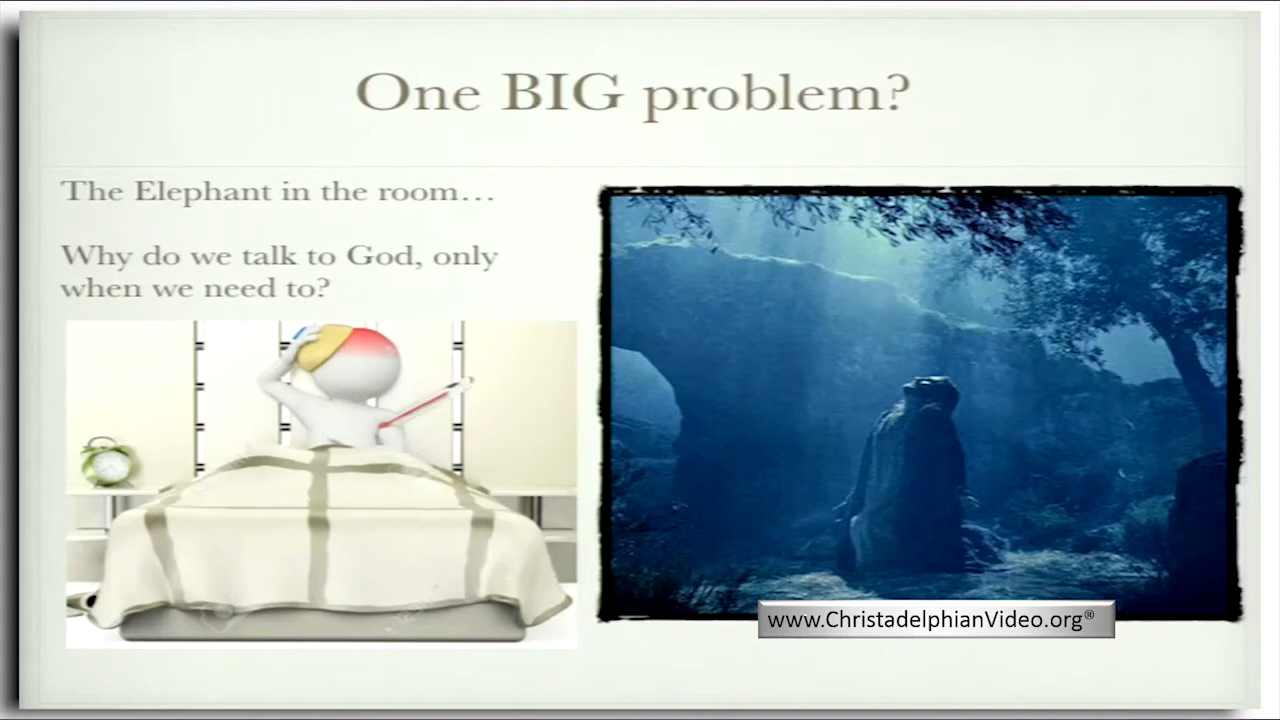 One BIG problem?
The Elephant in the room…
Why do we talk to God, only
when we need to?
www.ChristadelphianVideo.org®